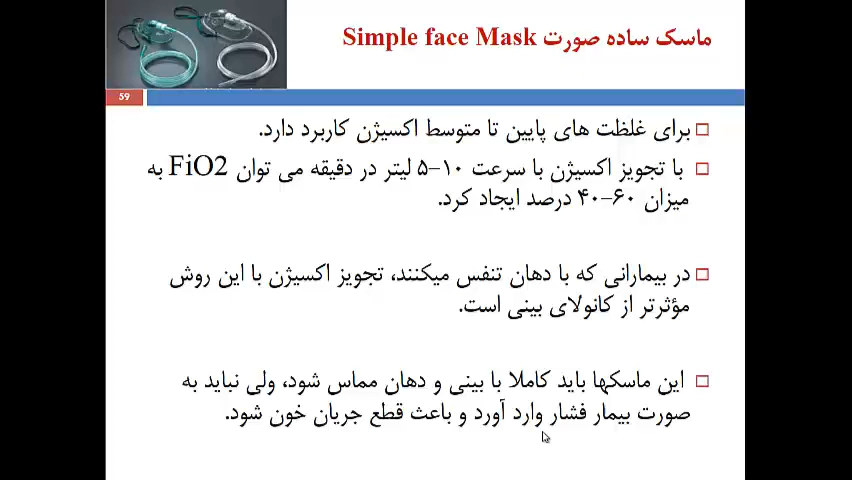 ماسک ساده صورت Simple face Mask
59
برای غلظت های پایین تا متوسط اکسیژن کاربرد دارد.
با تجویز اکسیژن با سرعت ۱۰-۵ لیتر در دقیقه می توان FiO2 به
میزان ۶۰-۴۰ درصد ایجاد کرد.
در بیمارانی که با دهان تنفس میکنند، تجویز اکسیژن با این روش
مؤثرتر از کانولای بینی است.
این ماسکها باید کاملا با بینی و دهان مماس شود، ولی نباید به
صورت بیمار فشار وارد آورد و باعث قطع جریان خون شود.